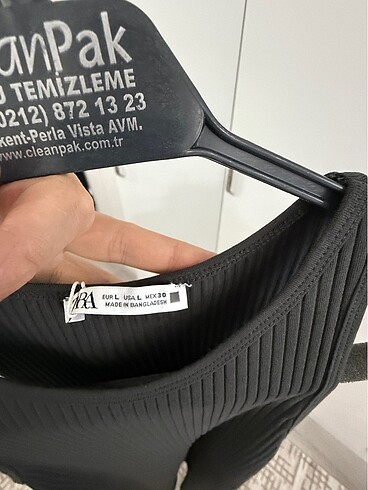 anPak
U TEMİZLEME
0212) 872 13 23
kent-Perla Vista AVM.
www.cleanpak.com.tr
ZARA
EUR L USA L MEX 30
MADE IN BANGLADESH